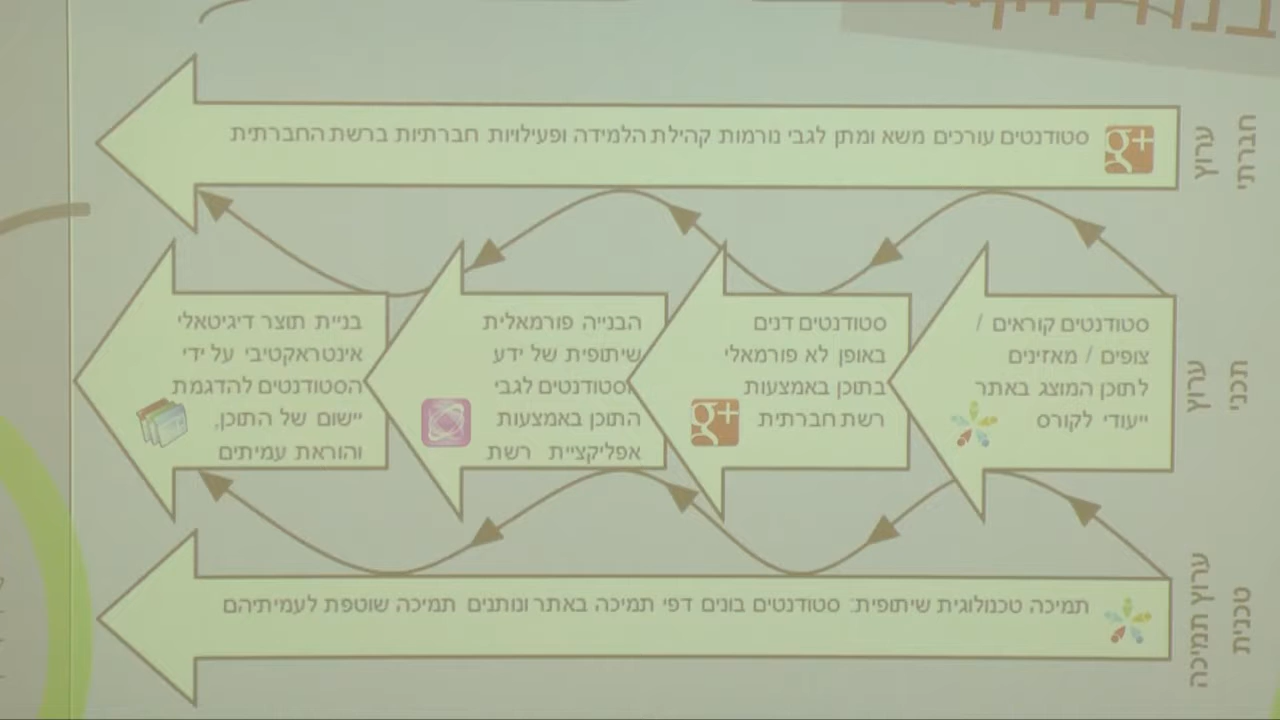 ערוץ
חברתי
סטודנטים עורכים משא ומתן לגבי נורמות קהילת הלמידה ופעילויות חברתיות ברשת החברתית
g+
ערוץ
תכני
סטודנטים קוראים /
צופים / מאזינים
לתוכן המוצג באתר
ייעודי לקורס
סטודנטים דנים
באופן לא פורמאלי
בתוכן באמצעות
רשת חברתית
g+
הבנייה פורמאלית
שיתופית של ידע
סטודנטים לגבי
התוכן באמצעות
אפליקציית רשת
בניית תוצר דיגיטאלי
אינטראקטיבי על ידי
הסטודנטים להדגמת
יישום של התוכן,
והוראת עמיתים
ערוץ תמיכה
טכנית
תמיכה טכנולוגית שיתופית: סטודנטים בונים דפי תמיכה באתר ונותנים תמיכה שוטפת לעמיתיהם